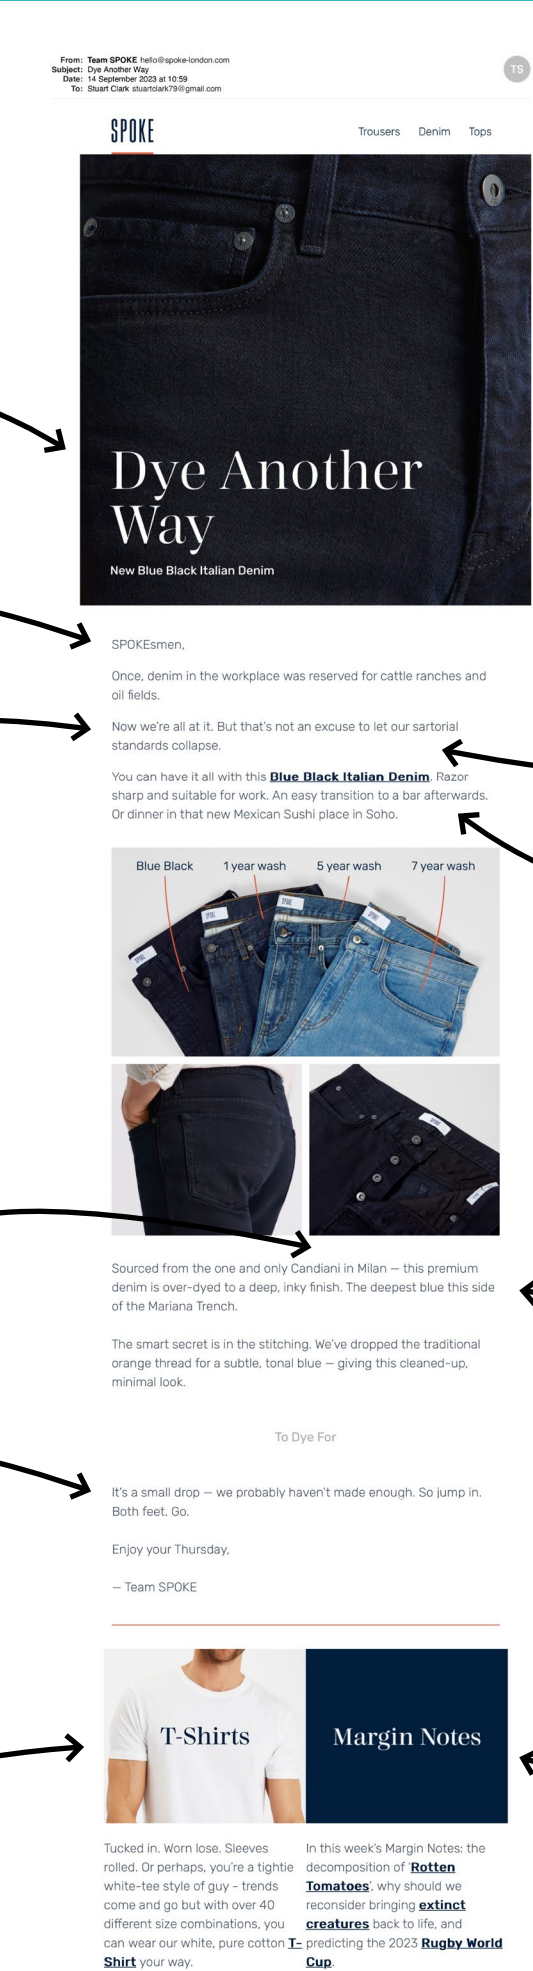 From: Team SPOKE hello@spoke-london.com
Subject: Dye Another Way
Date: 14 September 2023 at 10:59
To: Stuart Clark stuartclark79@gmail.com
TS
SPOKE
Trousers Denim Tops
Dye Another
Way
New Blue Black Italian Denim
SPOKEsmen,
Once, denim in the workplace was reserved for cattle ranches and
oil fields.
Now we're all at it. But that's not an excuse to let our sartorial
standards collapse.
You can have it all with this Blue Black Italian Denim. Razor
sharp and suitable for work. An easy transition to a bar afterwards.
Or dinner in that new Mexican Sushi place in Soho.
Blue Black 1 year wash 5 year wash 7 year wash
SPOKE
SPOKE
SPOKE
SPOKE
SPOKE
Sourced from the one and only Candiani in Milan — this premium
denim is over-dyed to a deep, inky finish. The deepest blue this side
of the Mariana Trench.
The smart secret is in the stitching. We've dropped the traditional
orange thread for a subtle, tonal blue — giving this cleaned-up,
minimal look.
To Dye For
It's a small drop — we probably haven't made enough. So jump in.
Both feet. Go.
Enjoy your Thursday,
— Team SPOKE
T-Shirts
Margin Notes
Tucked in. Worn lose. Sleeves
rolled. Or perhaps, you're a tightie
white-tee style of guy - trends
come and go but with over 40
different size combinations, you
can wear our white, pure cotton T-
Shirt your way.
In this week's Margin Notes: the
decomposition of 'Rotten
Tomatoes', why should we
reconsider bringing extinct
creatures back to life, and
predicting the 2023 Rugby World
Cup.